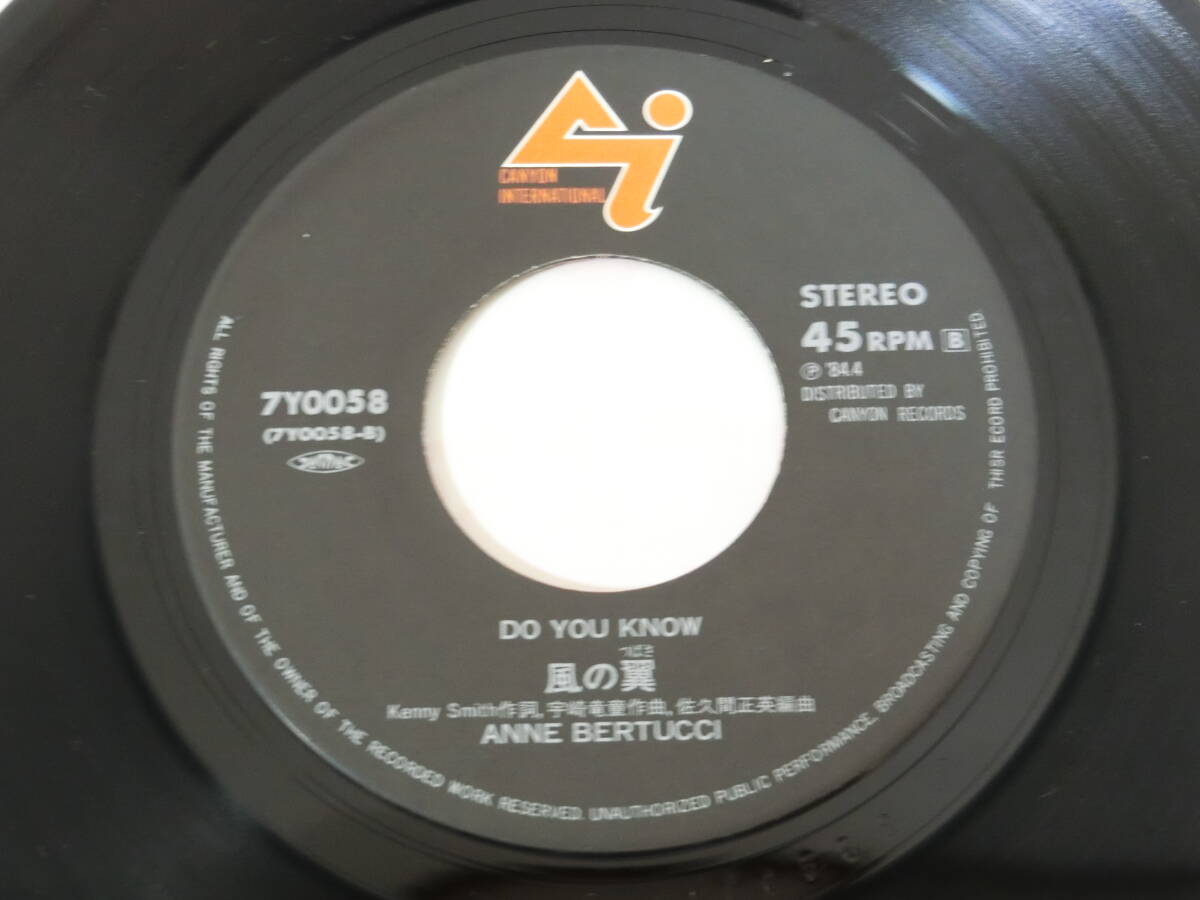 CANYON
INTERNATIONAL
STEREO
45 RPM B
Ⓟ '84.4
DISTRIBUTED BY
CANYON RECORDS
7Y0058
(7Y0058-B)
DO YOU KNOW
つばさ
風の翼
Kenny Smith作詞,宇崎竜童作曲,佐久間正英編曲
ANNE BERTUCCI
ALL RIGHTS OF THE MANUFACTURER AND OF THE OWNER OF THE RECORDED WORK RESERVED. UNAUTHORIZED PUBLIC PERFORMANCE, BROADCASTING AND COPYING OF THISR ECORD PROHIBITED